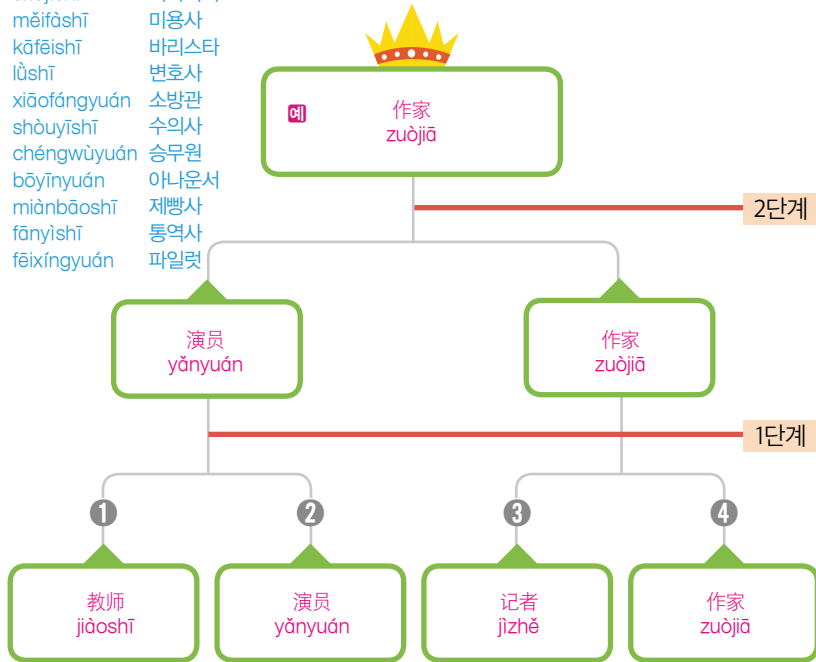 měifàshī 미용사
kāfēishī 바리스타
lǜshī 변호사
xiāofángyuán 소방관
shòuyīshī 수의사
chéngwùyuán 승무원
bōyīnyuán 아나운서
miànbāoshī 제빵사
fānyìshī 통역사
fēixíngyuán 파일럿
예
作家
zuòjiā
2단계
演员
yǎnyuán
作家
zuòjiā
1단계
1 2 3 4
教师
jiàoshī
演员
yǎnyuán
记者
jìzhě
作家
zuòjiā